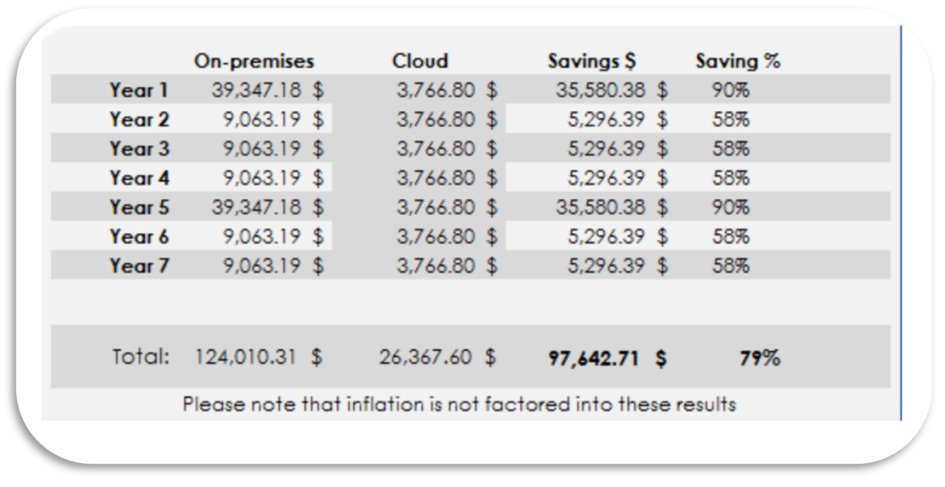 On-premises Cloud Savings $ Saving %
Year 1 39,347.18 $ 3,766.80 $ 35,580.38 $ 90%
Year 2 9,063.19 $ 3,766.80 $ 5,296.39 $ 58%
Year 3 9,063.19 $ 3,766.80 $ 5,296.39 $ 58%
Year 4 9,063.19 $ 3,766.80 $ 5,296.39 $ 58%
Year 5 39,347.18 $ 3,766.80 $ 35,580.38 $ 90%
Year 6 9,063.19 $ 3,766.80 $ 5,296.39 $ 58%
Year 7 9,063.19 $ 3,766.80 $ 5,296.39 $ 58%
Total: 124,010.31 $ 26,367.60 $ 97,642.71 $ 79%
Please note that inflation is not factored into these results